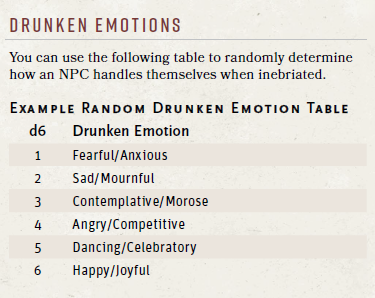 DRUNKEN EMOTIONS
You can use the following table to randomly determine
how an NPC handles themselves when inebriated.
EXAMPLE RANDOM DRUNKEN EMOTION TABLE
d6 Drunken Emotion
1 Fearful/Anxious
2 Sad/Mournful
3 Contemplative/Morose
4 Angry/Competitive
5 Dancing/Celebratory
6 Happy/Joyful